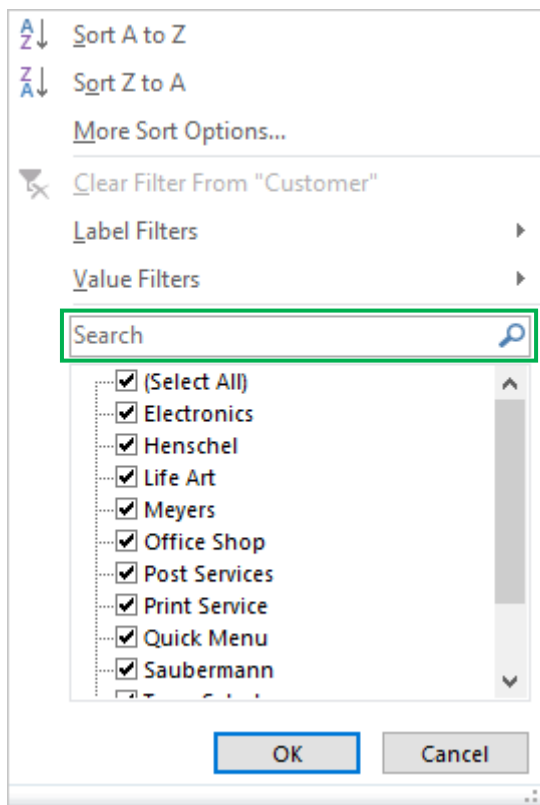 Sort A to Z
Sort Z to A
More Sort Options...
Clear Filter From "Customer"
Label Filters
Value Filters
Search
(Select All)
Electronics
Henschel
Life Art
Meyers
Office Shop
Post Services
Print Service
Quick Menu
Saubermann
OK Cancel